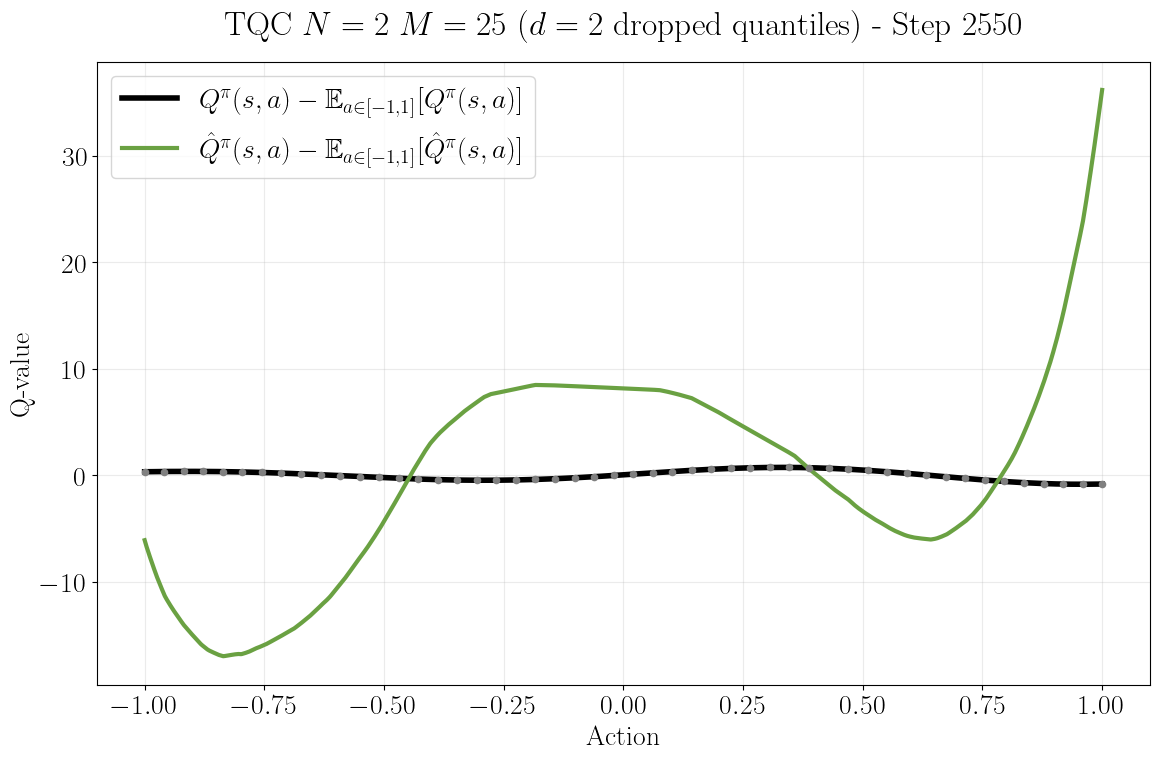 TQC N = 2 M = 25 (d = 2 dropped quantiles) - Step 2550
Q^π(s, a) − 𝔼_{a∈[−1,1]}[Q^π(s, a)]
Q̂^π(s, a) − 𝔼_{a∈[−1,1]}[Q̂^π(s, a)]
30
20
10
0
−10
Q-value
−1.00 −0.75 −0.50 −0.25 0.00 0.25 0.50 0.75 1.00
Action